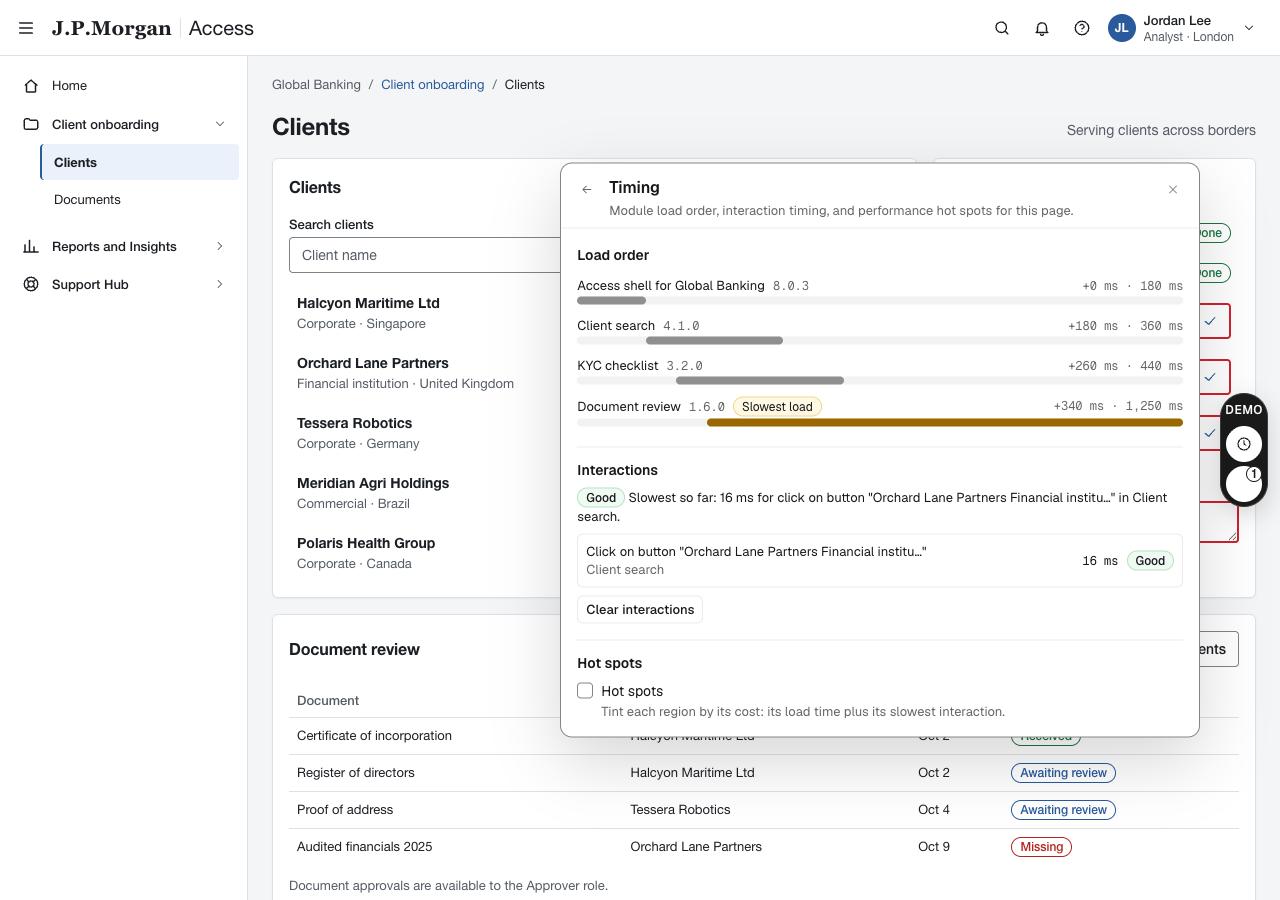 J.P.Morgan Access
JL
Jordan Lee
Analyst · London
Home
Client onboarding
Clients
Documents
Reports and Insights
Support Hub
Global Banking / Client onboarding / Clients
Clients
Serving clients across borders
Clients
Search clients
Client name
Halcyon Maritime Ltd
Corporate · Singapore
Orchard Lane Partners
Financial institution · United Kingdom
Tessera Robotics
Corporate · Germany
Meridian Agri Holdings
Commercial · Brazil
Polaris Health Group
Corporate · Canada
Timing
Module load order, interaction timing, and performance hot spots for this page.
Load order
Access shell for Global Banking 8.0.3 +0 ms · 180 ms
Client search 4.1.0 +180 ms · 360 ms
KYC checklist 3.2.0 +260 ms · 440 ms
Document review 1.6.0 Slowest load +340 ms · 1,250 ms
Interactions
Good Slowest so far: 16 ms for click on button "Orchard Lane Partners Financial institu…" in Client
search.
Click on button "Orchard Lane Partners Financial institu…"
Client search
16 ms Good
Clear interactions
Hot spots
Hot spots
Tint each region by its cost: its load time plus its slowest interaction.
DEMO
1
Document review
Document
Certificate of incorporation Halcyon Maritime Ltd Oct 2 Received
Register of directors Halcyon Maritime Ltd Oct 2 Awaiting review
Proof of address Tessera Robotics Oct 4 Awaiting review
Audited financials 2025 Orchard Lane Partners Oct 9 Missing
Document approvals are available to the Approver role.